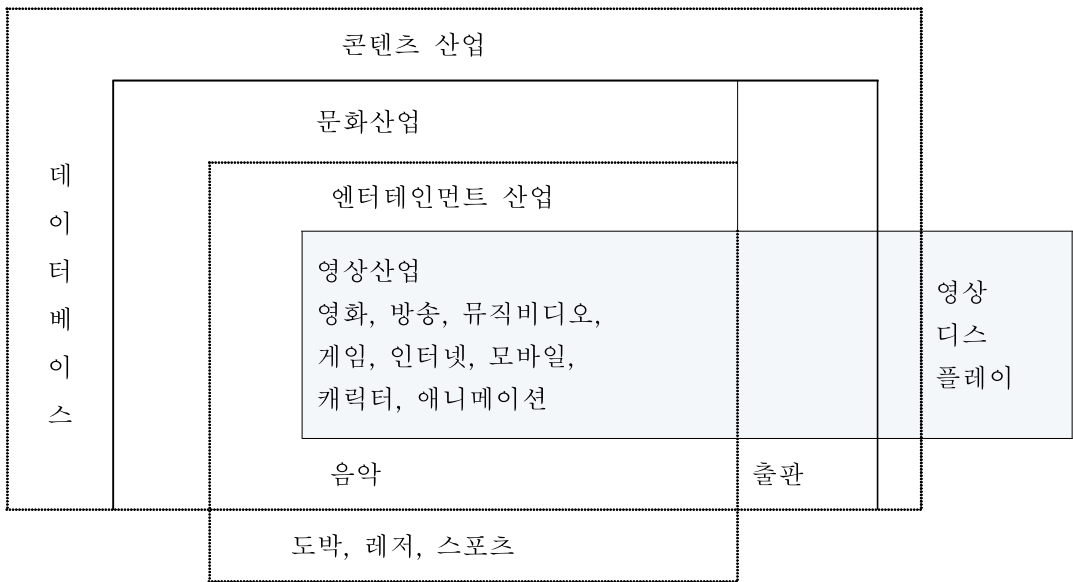 콘텐츠 산업
문화산업
데
이
터
베
이
스
엔터테인먼트 산업
영상산업
영화, 방송, 뮤직비디오,
게임, 인터넷, 모바일,
캐릭터, 애니메이션
영상
디스
플레이
음악
출판
도박, 레저, 스포츠